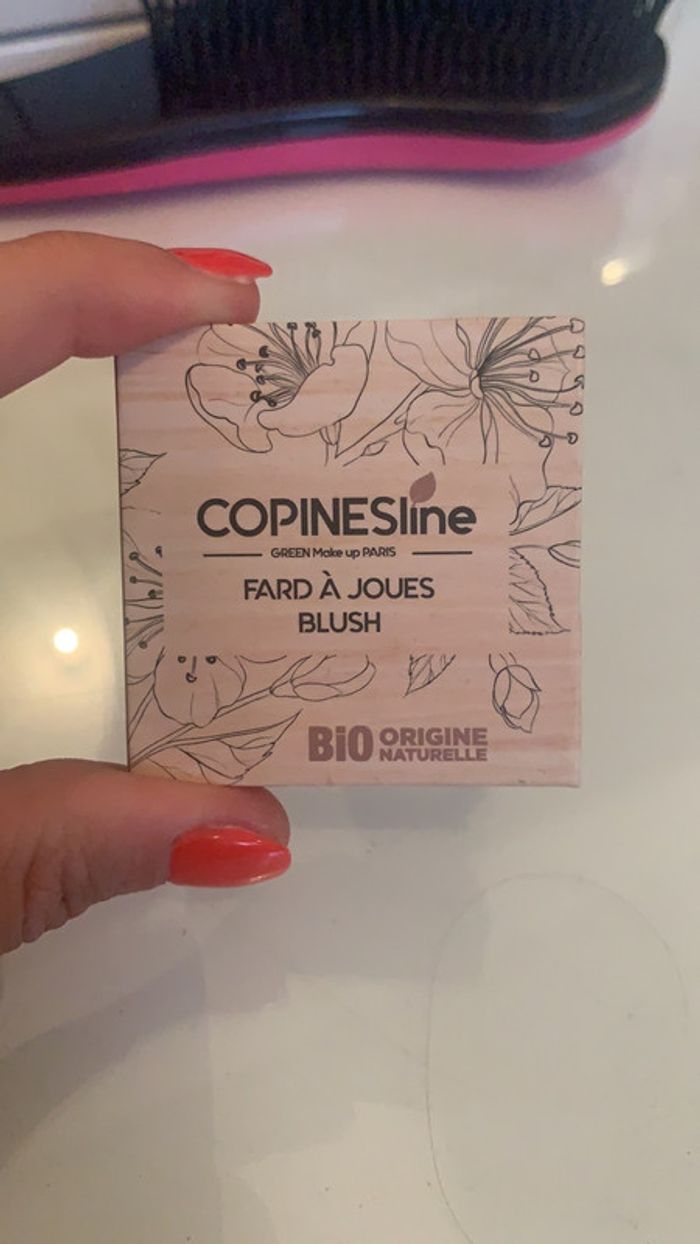 COPINESline
GREEN Make up PARIS
FARD À JOUES
BLUSH
BiO ORIGINE
NATURELLE